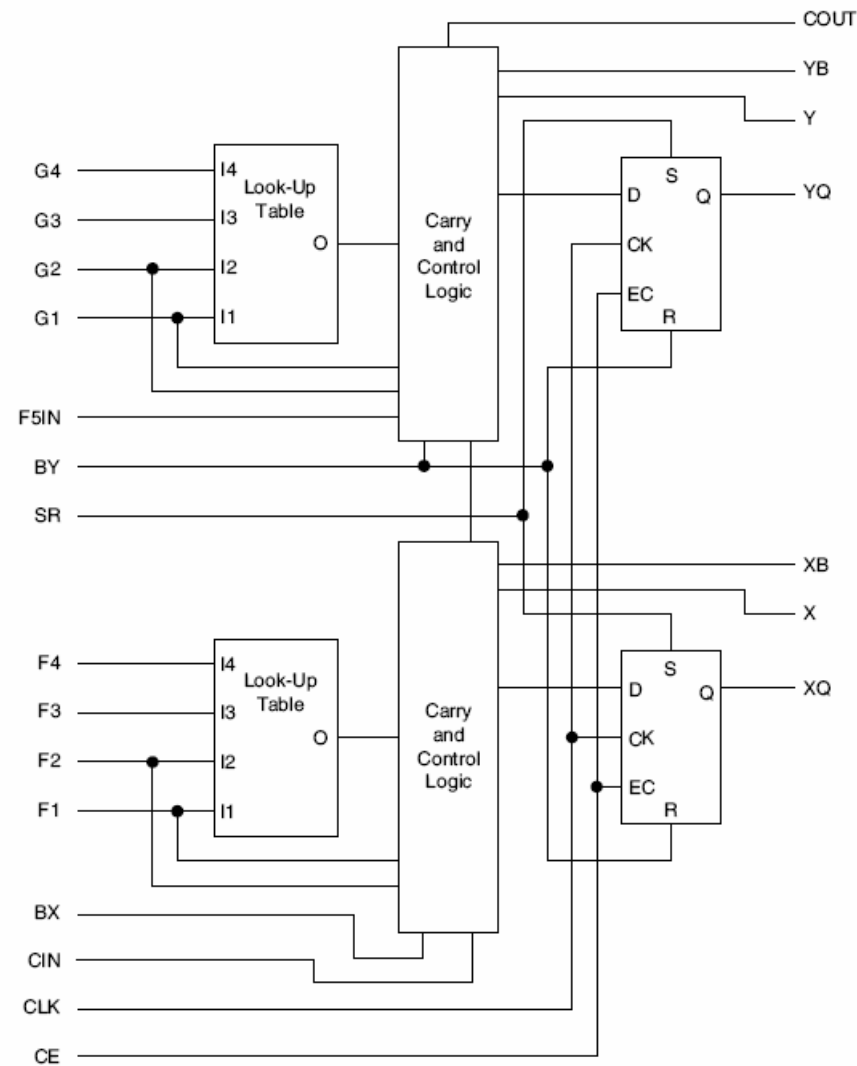 COUT
YB
Y
G4
I4
Look-Up
Table
S
G3
I3
D
Q
YQ
O
Carry
and
Control
Logic
CK
G2
I2
EC
G1
I1
R
F5IN
BY
SR
XB
X
F4
I4
Look-Up
Table
S
F3
I3
D
Q
XQ
O
Carry
and
Control
Logic
CK
F2
I2
EC
F1
I1
R
BX
CIN
CLK
CE